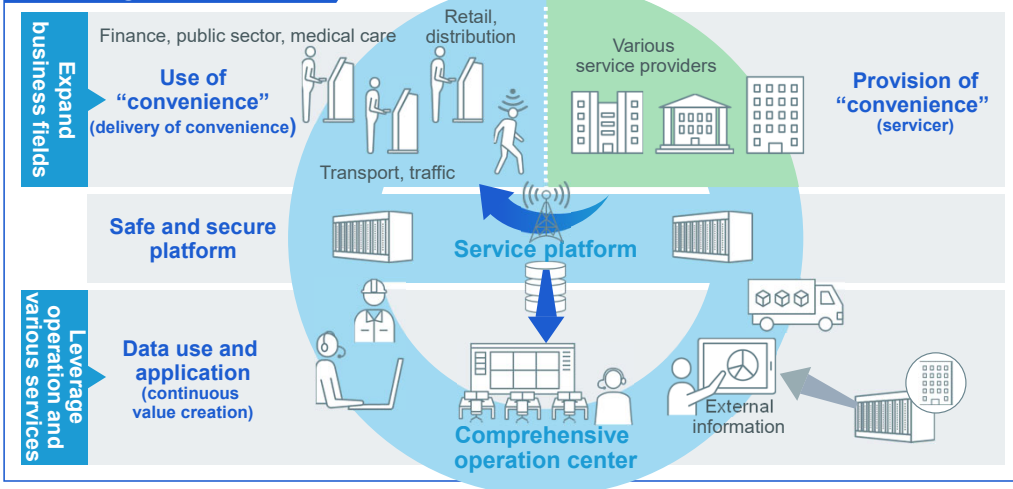 Expand
business fields
Finance, public sector, medical care
Retail,
distribution
Use of
“convenience”
(delivery of convenience)
Transport, traffic
Various
service providers
Provision of
“convenience”
(servicer)
Safe and secure
platform
Service platform
Leverage
operation and
various services
Data use and
application
(continuous
value creation)
Comprehensive
operation center
External
information